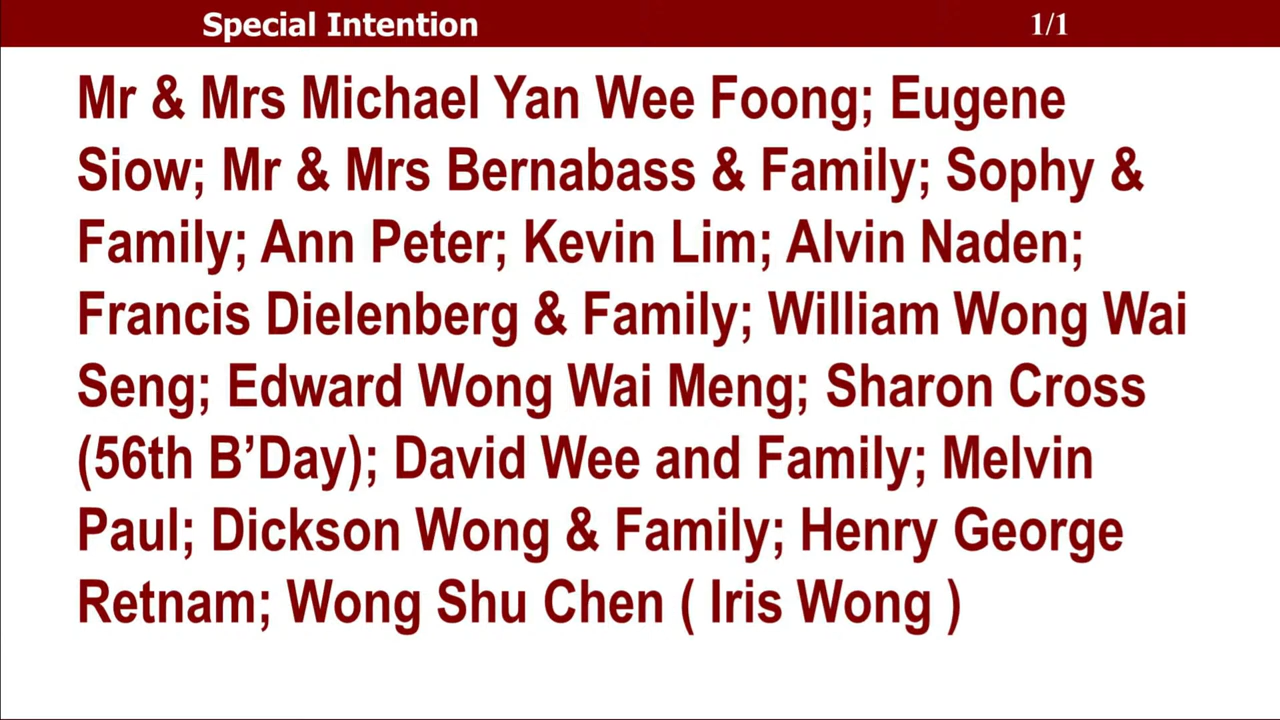 Special Intention 1/1
Mr & Mrs Michael Yan Wee Foong; Eugene
Siow; Mr & Mrs Bernabass & Family; Sophy &
Family; Ann Peter; Kevin Lim; Alvin Naden;
Francis Dielenberg & Family; William Wong Wai
Seng; Edward Wong Wai Meng; Sharon Cross
(56th B’Day); David Wee and Family; Melvin
Paul; Dickson Wong & Family; Henry George
Retnam; Wong Shu Chen ( Iris Wong )